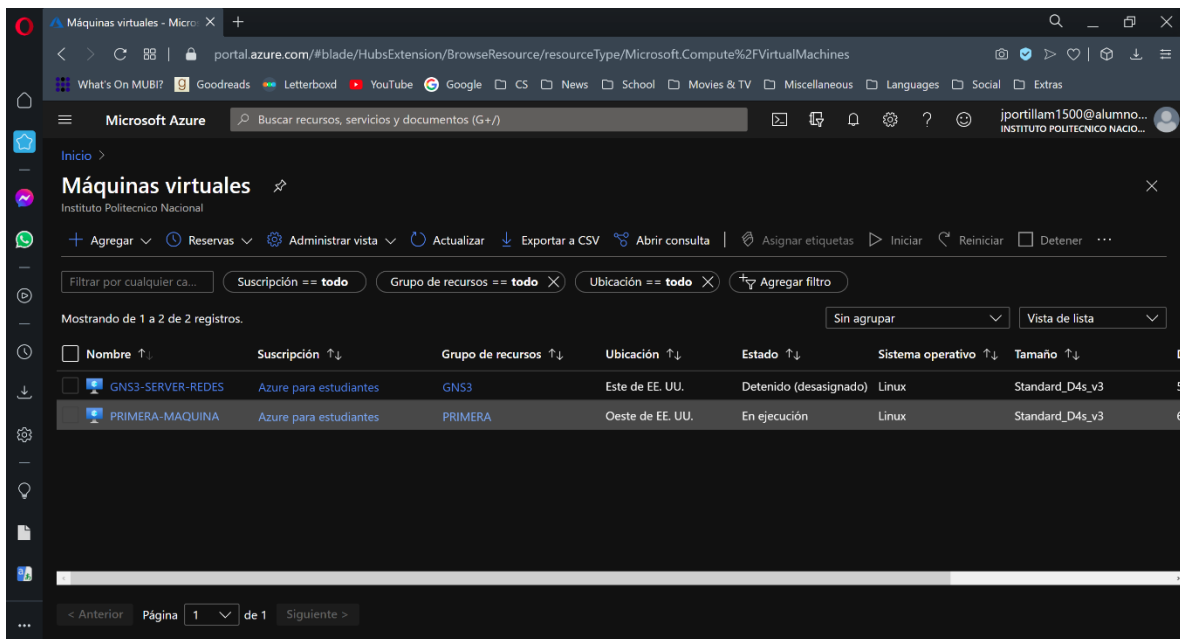 Máquinas virtuales - Micro
portal.azure.com/#blade/HubsExtension/BrowseResource/resourceType/Microsoft.Compute%2FVirtualMachines
What's On MUBI? Goodreads Letterboxd YouTube Google CS News School Movies & TV Miscellaneous Languages Social Extras
Microsoft Azure Buscar recursos, servicios y documentos (G+/) jportillam1500@alumno...
INSTITUTO POLITECNICO NACIO...
Inicio >
Máquinas virtuales
Instituto Politecnico Nacional
Agregar Reservas Administrar vista Actualizar Exportar a CSV Abrir consulta Asignar etiquetas Iniciar Reiniciar Detener ...
Filtrar por cualquier ca... Suscripción == todo Grupo de recursos == todo Ubicación == todo Agregar filtro
Mostrando de 1 a 2 de 2 registros. Sin agrupar Vista de lista
Nombre Suscripción Grupo de recursos Ubicación Estado Sistema operativo Tamaño
GNS3-SERVER-REDES Azure para estudiantes GNS3 Este de EE. UU. Detenido (desasignado) Linux Standard_D4s_v3
PRIMERA-MAQUINA Azure para estudiantes PRIMERA Oeste de EE. UU. En ejecución Linux Standard_D4s_v3
< Anterior Página 1 de 1 Siguiente >